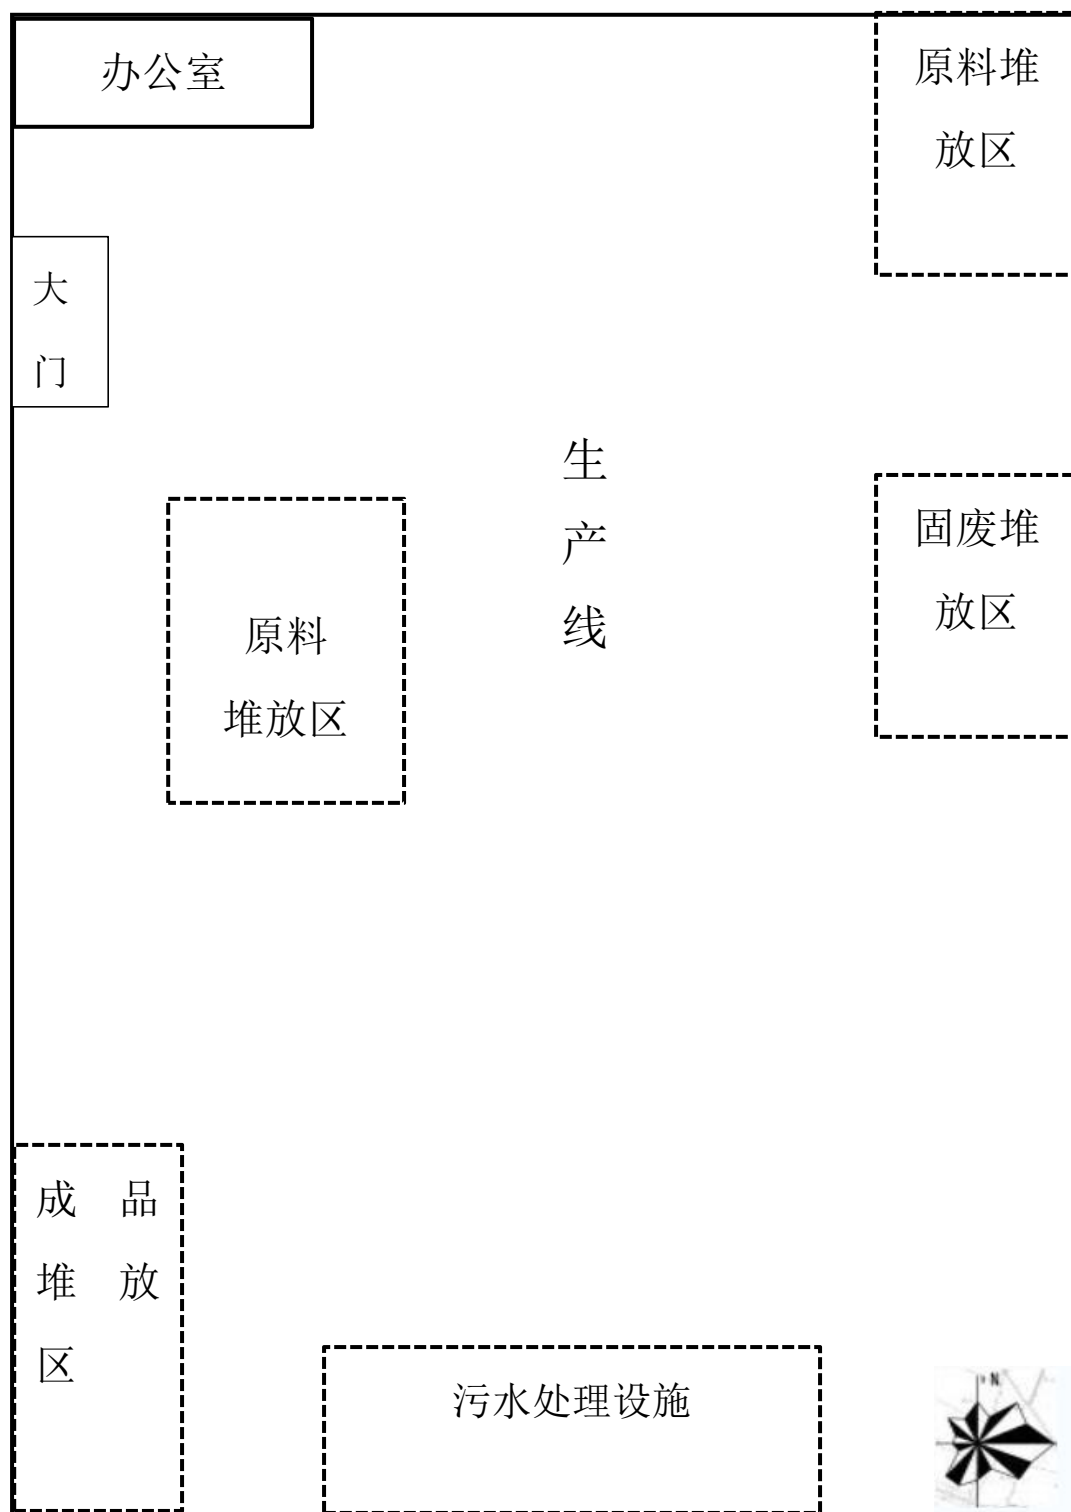 办公室
原料堆
放区
大
门
生
产
线
固废堆
放区
原料
堆放区
成 品
堆 放
区
污水处理设施
N